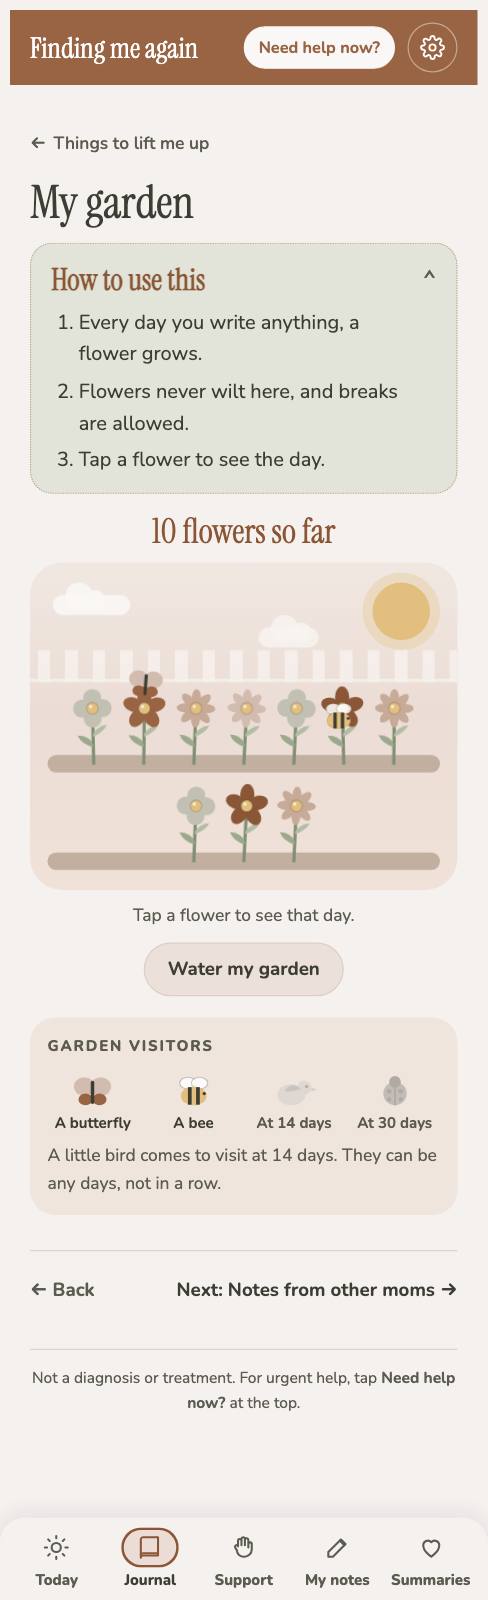 Finding me again
Need help now?
← Things to lift me up
My garden
How to use this
1. Every day you write anything, a
flower grows.
2. Flowers never wilt here, and breaks
are allowed.
3. Tap a flower to see the day.
10 flowers so far
Tap a flower to see that day.
Water my garden
GARDEN VISITORS
A butterfly A bee At 14 days At 30 days
A little bird comes to visit at 14 days. They can be
any days, not in a row.
← Back Next: Notes from other moms →
Not a diagnosis or treatment. For urgent help, tap Need help
now? at the top.
Today Journal Support My notes Summaries